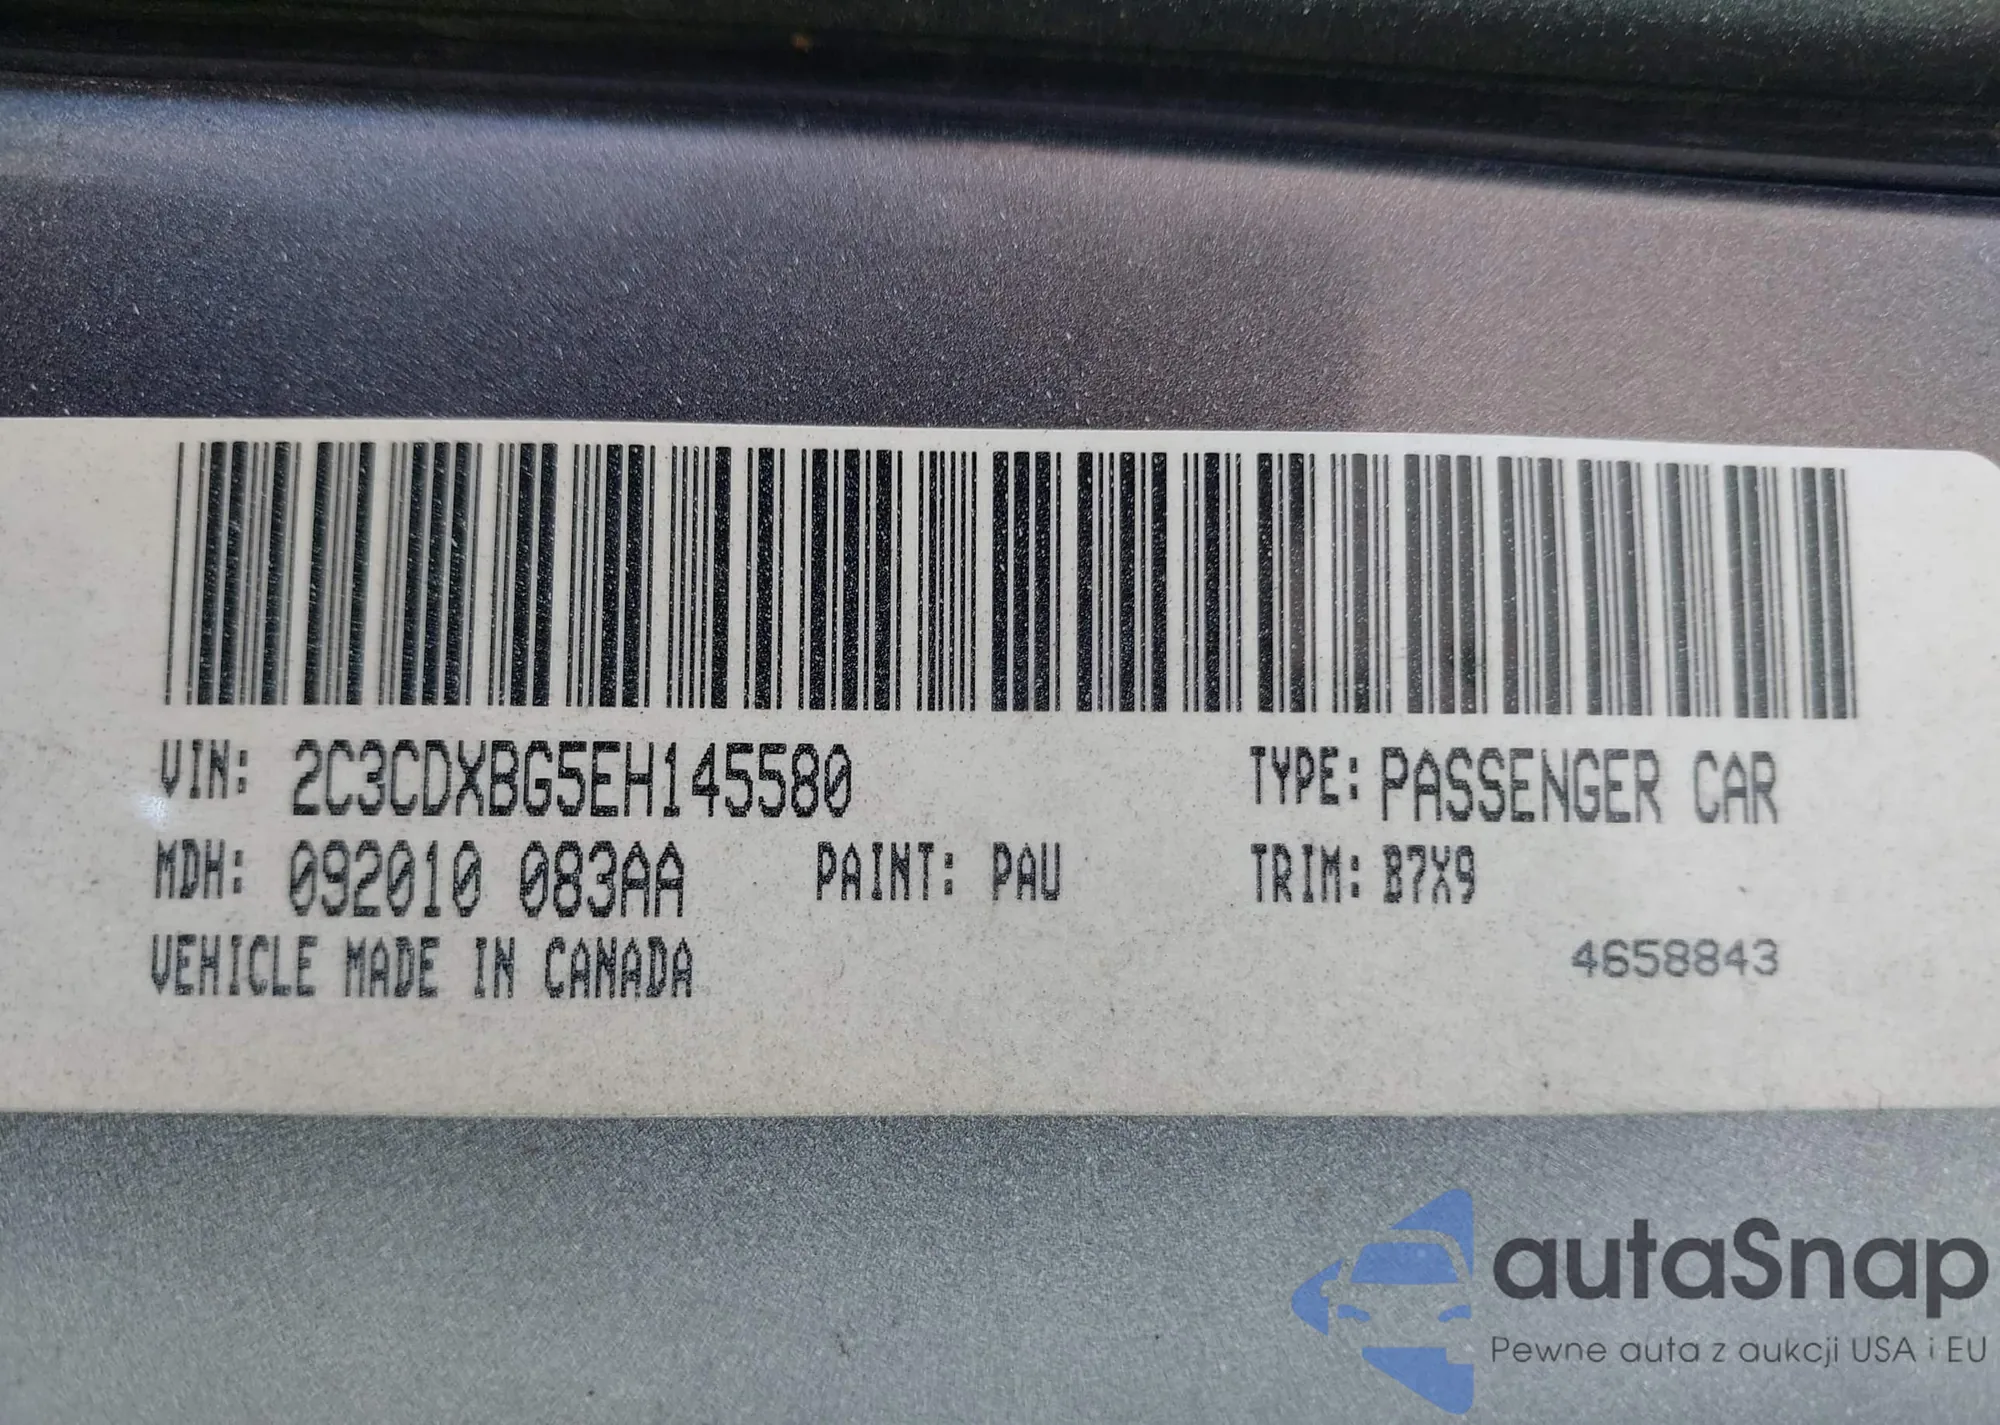 VIN: 2C3CDXBG5EH145580 TYPE: PASSENGER CAR
MDH: 092010 083AA PAINT: PAU TRIM: B7X9
VEHICLE MADE IN CANADA 4658843
autaSnap
Pewne auta z aukcji USA i EU